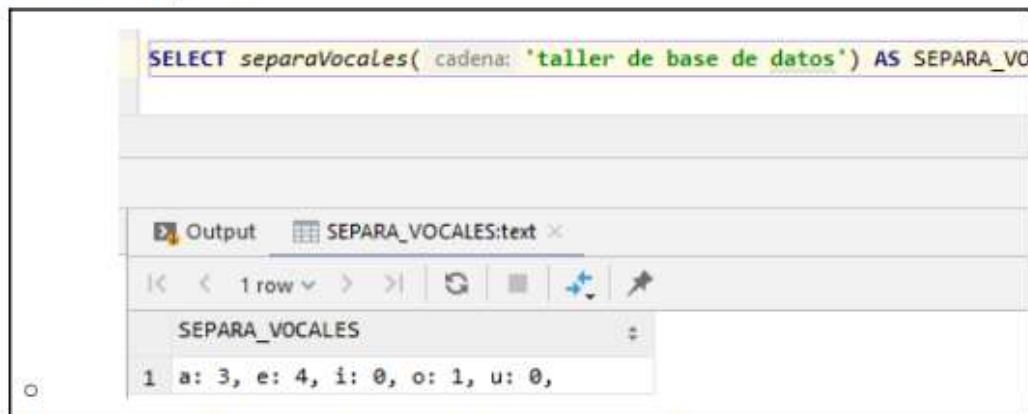 SELECT separaVocales( cadena: 'taller de base de datos') AS SEPARA_VO
Output SEPARA_VOCALES:text
1 row
SEPARA_VOCALES
1 a: 3, e: 4, i: 0, o: 1, u: 0,